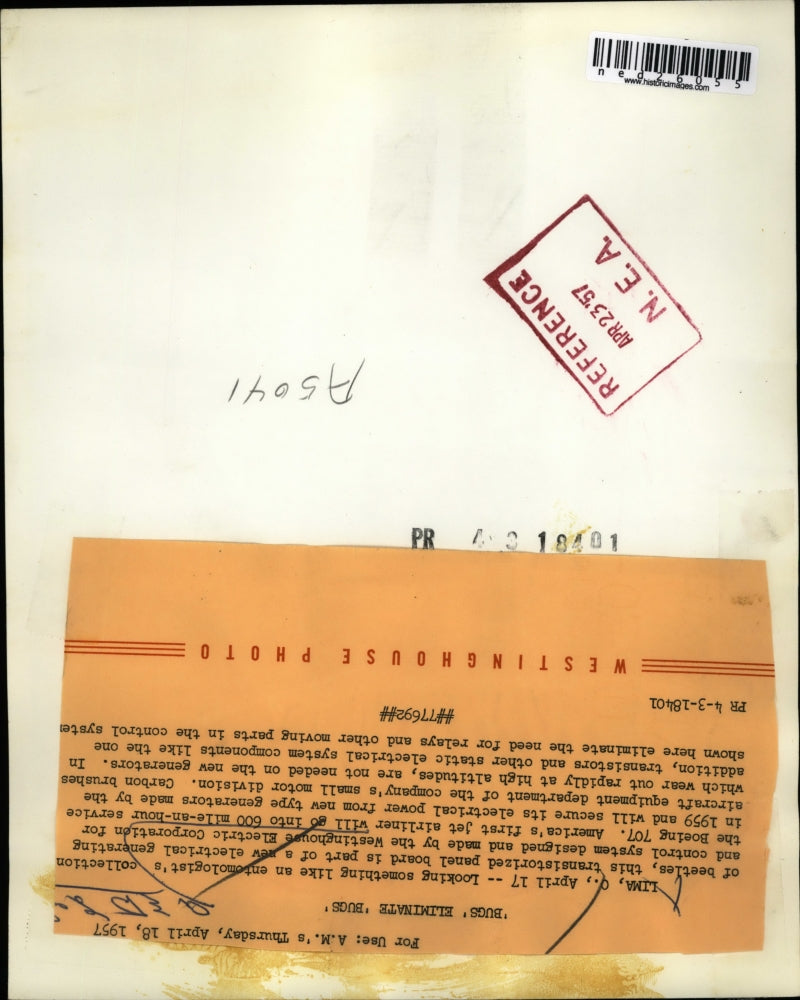 ned26055
www.historicimages.com
REFERENCE
APR 23 '57
N. E. A.
A5041
PR 4 3 18401
For Use: A.M.'s Thursday, April 18, 1957
'BUGS' ELIMINATE 'BUGS'
LIMA, O., April 17 -- Looking something like an entomologist's collection
of beetles, this transistorized panel board is part of a new electrical generating
and control system designed and made by the Westinghouse Electric Corporation for
the Boeing 707. America's first jet airliner will go into 600 mile-an-hour service
in 1959 and will secure its electrical power from new type generators made by the
aircraft equipment department of the company's small motor division. Carbon brushes
which wear out rapidly at high altitudes, are not needed on the new generators. In
addition, transistors and other static electrical system components like the one
shown here eliminate the need for relays and other moving parts in the control system
##77692##
PR 4-3-18401
WESTINGHOUSE PHOTO